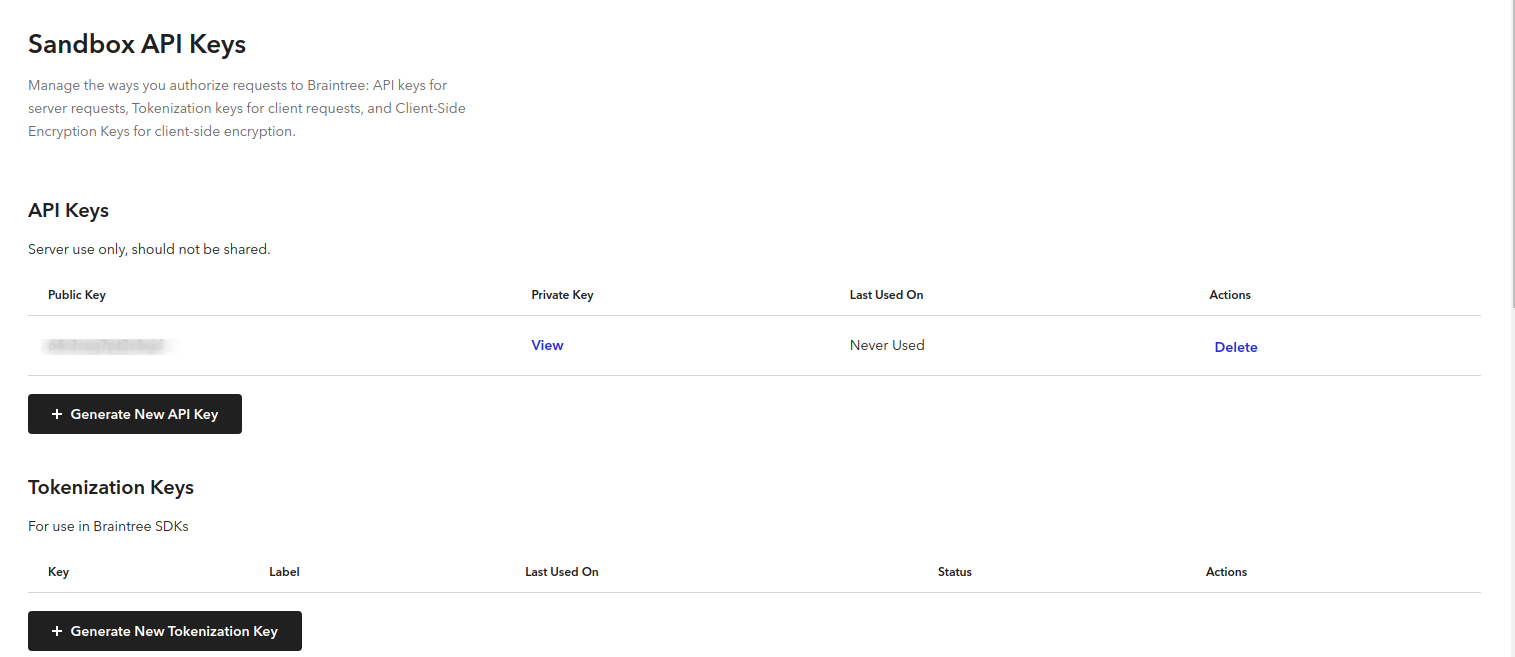 Sandbox API Keys
Manage the ways you authorize requests to Braintree: API keys for
server requests, Tokenization keys for client requests, and Client-Side
Encryption Keys for client-side encryption.
API Keys
Server use only, should not be shared.
Public Key Private Key Last Used On Actions
View Never Used Delete
+ Generate New API Key
Tokenization Keys
For use in Braintree SDKs
Key Label Last Used On Status Actions
+ Generate New Tokenization Key